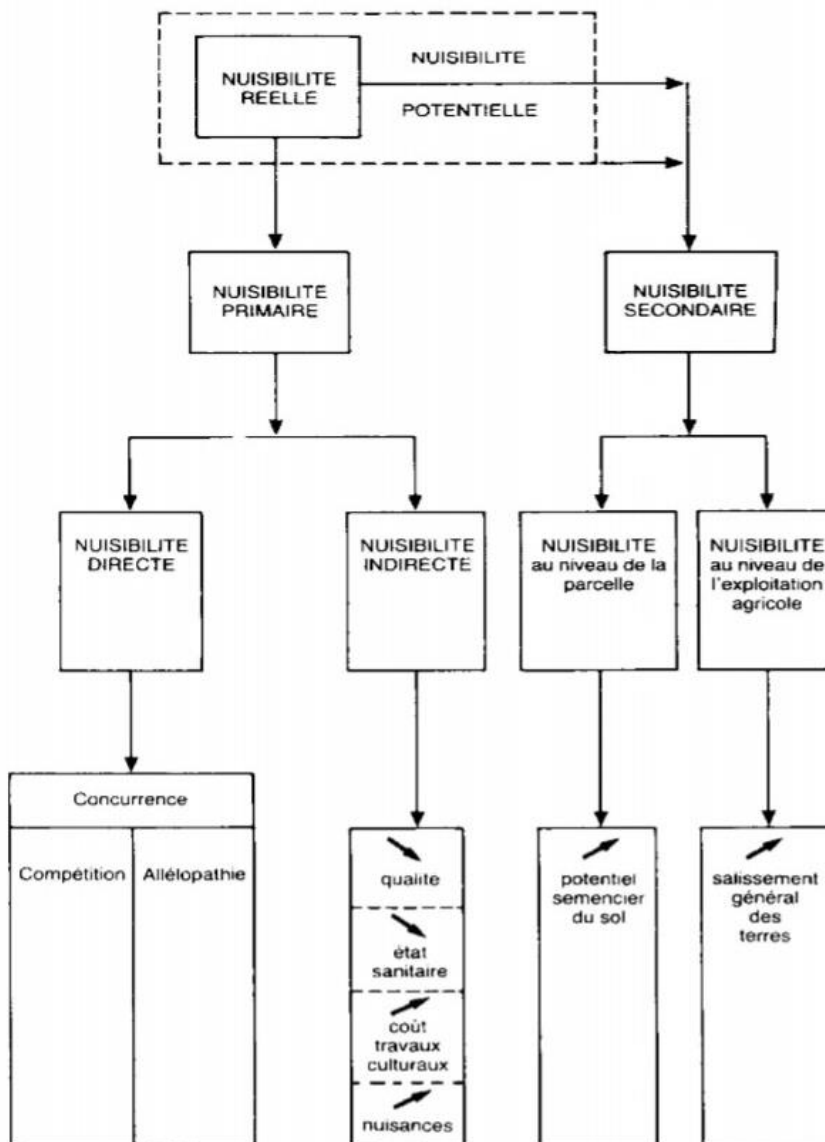 NUISIBILITE
REELLE
NUISIBILITE
POTENTIELLE
NUISIBILITE
PRIMAIRE
NUISIBILITE
SECONDAIRE
NUISIBILITE
DIRECTE
NUISIBILITE
INDIRECTE
NUISIBILITE
au niveau de la
parcelle
NUISIBILITE
au niveau de
l'exploitation
agricole
Concurrence
Compétition
Allélopathie
qualite
état
sanitaire
coût
travaux
culturaux
nuisances
potentiel
semencier
du sol
salissement
général
des
terres